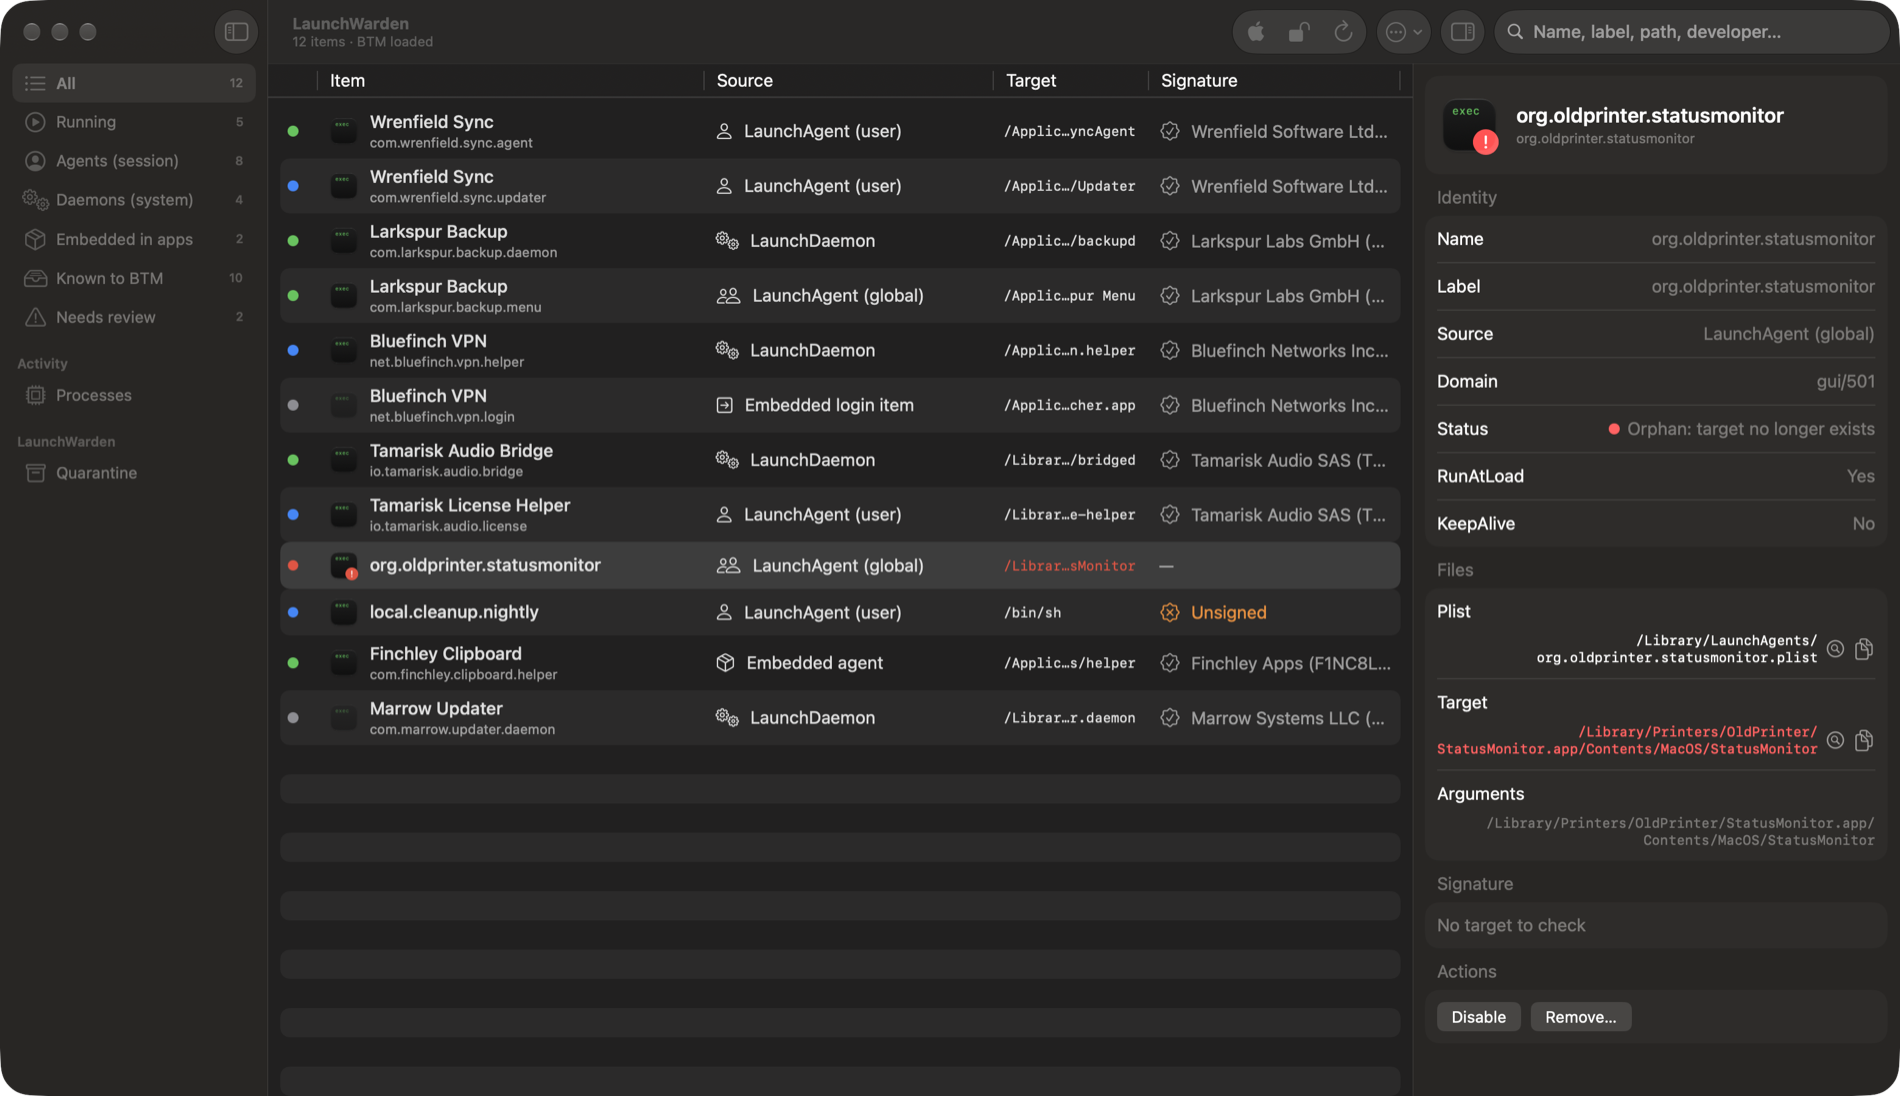 LaunchWarden
12 items · BTM loaded
Name, label, path, developer...
All 12
Running 5
Agents (session) 8
Daemons (system) 4
Embedded in apps 2
Known to BTM 10
Needs review 2
Activity
Processes
LaunchWarden
Quarantine
Item Source Target Signature
Wrenfield Sync
com.wrenfield.sync.agent
LaunchAgent (user) /Applic…yncAgent Wrenfield Software Ltd...
Wrenfield Sync
com.wrenfield.sync.updater
LaunchAgent (user) /Applic…/Updater Wrenfield Software Ltd...
Larkspur Backup
com.larkspur.backup.daemon
LaunchDaemon /Applic…/backupd Larkspur Labs GmbH (...
Larkspur Backup
com.larkspur.backup.menu
LaunchAgent (global) /Applic…pur Menu Larkspur Labs GmbH (...
Bluefinch VPN
net.bluefinch.vpn.helper
LaunchDaemon /Applic…n.helper Bluefinch Networks Inc...
Bluefinch VPN
net.bluefinch.vpn.login
Embedded login item /Applic…cher.app Bluefinch Networks Inc...
Tamarisk Audio Bridge
io.tamarisk.audio.bridge
LaunchDaemon /Librar…/bridged Tamarisk Audio SAS (T...
Tamarisk License Helper
io.tamarisk.audio.license
LaunchAgent (user) /Librar…e-helper Tamarisk Audio SAS (T...
org.oldprinter.statusmonitor LaunchAgent (global) /Librar…sMonitor —
local.cleanup.nightly LaunchAgent (user) /bin/sh Unsigned
Finchley Clipboard
com.finchley.clipboard.helper
Embedded agent /Applic…s/helper Finchley Apps (F1NC8L...
Marrow Updater
com.marrow.updater.daemon
LaunchDaemon /Librar…r.daemon Marrow Systems LLC (...
exec
org.oldprinter.statusmonitor
org.oldprinter.statusmonitor
Identity
Name org.oldprinter.statusmonitor
Label org.oldprinter.statusmonitor
Source LaunchAgent (global)
Domain gui/501
Status Orphan: target no longer exists
RunAtLoad Yes
KeepAlive No
Files
Plist
/Library/LaunchAgents/
org.oldprinter.statusmonitor.plist
Target
/Library/Printers/OldPrinter/
StatusMonitor.app/Contents/MacOS/StatusMonitor
Arguments
/Library/Printers/OldPrinter/StatusMonitor.app/
Contents/MacOS/StatusMonitor
Signature
No target to check
Actions
Disable Remove...